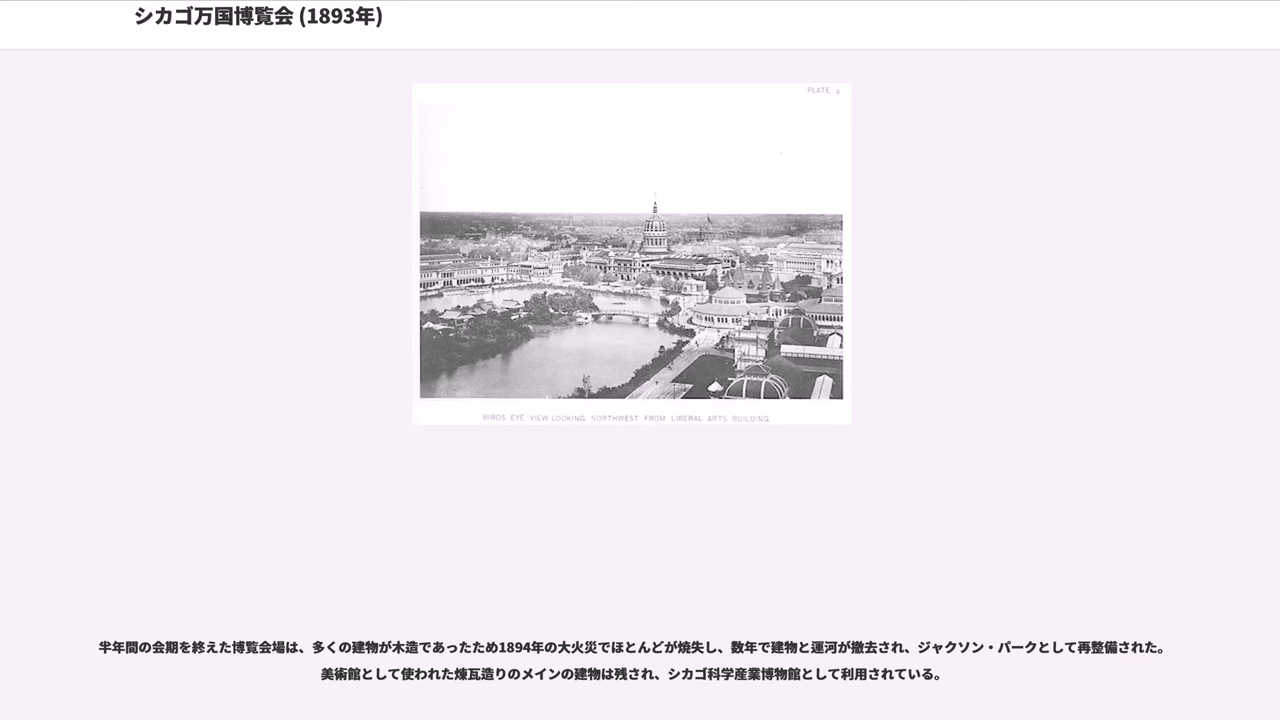 シカゴ万国博覧会 (1893年)
PLATE 4
BIRDS EYE VIEW LOOKING NORTHWEST FROM LIBERAL ARTS BUILDING
半年間の会期を終えた博覧会場は、多くの建物が木造であったため1894年の大火災でほとんどが焼失し、数年で建物と運河が撤去され、ジャクソン・パークとして再整備された。
美術館として使われた煉瓦造りのメインの建物は残され、シカゴ科学産業博物館として利用されている。